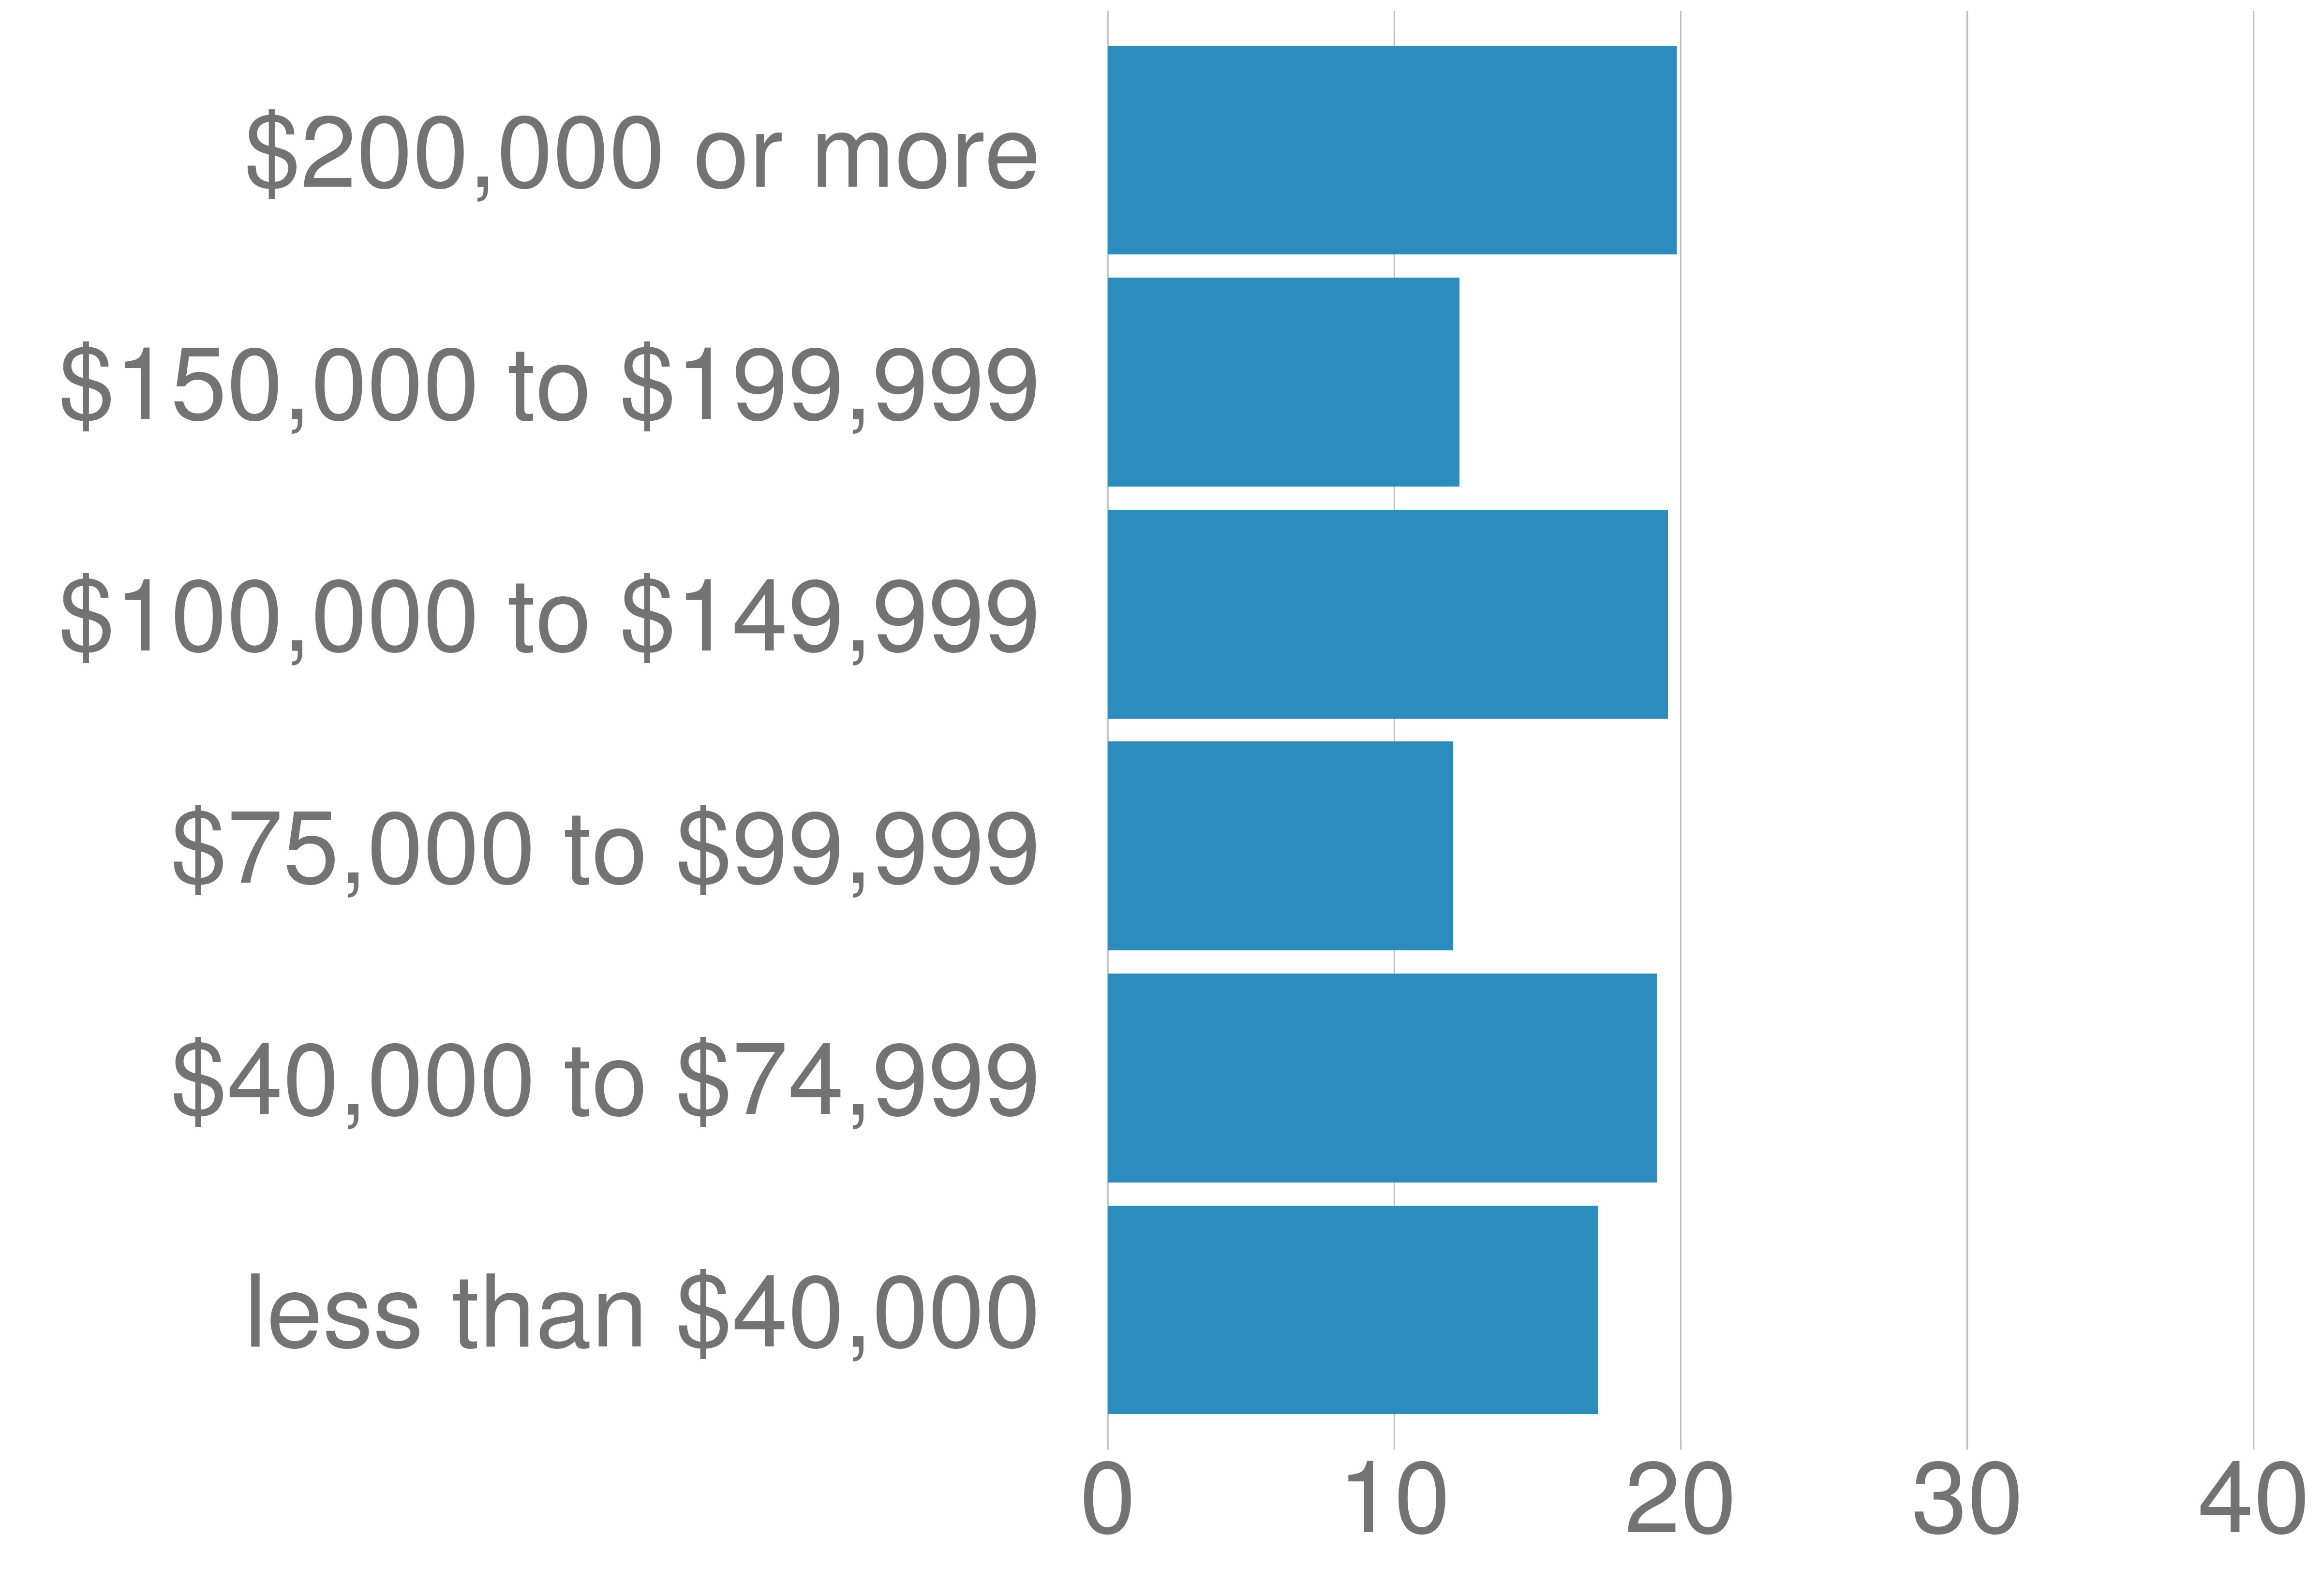 $200,000 or more
$150,000 to $199,999
$100,000 to $149,999
$75,000 to $99,999
$40,000 to $74,999
less than $40,000
0 10 20 30 40